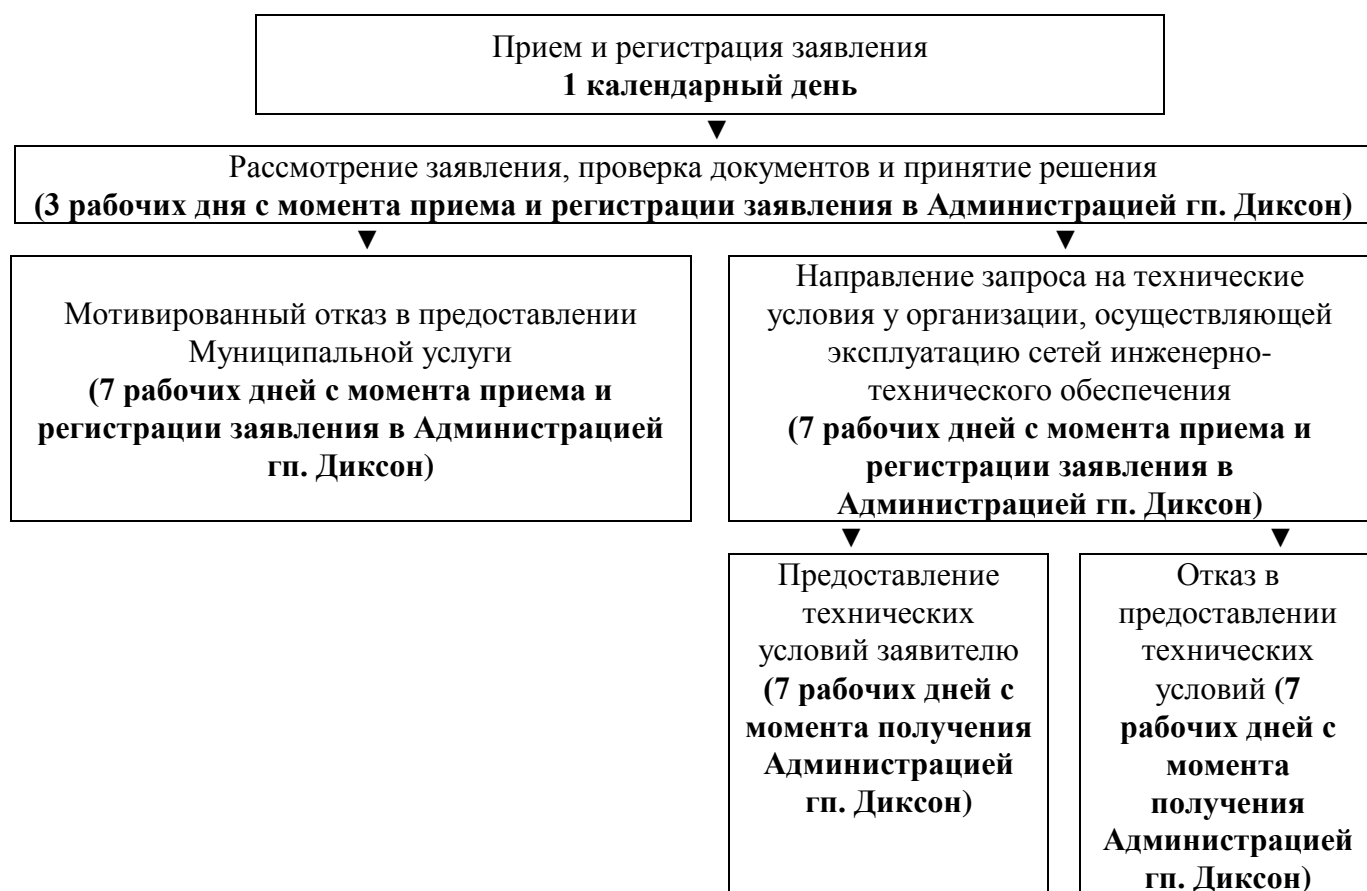 Прием и регистрация заявления
1 календарный день
▼
Рассмотрение заявления, проверка документов и принятие решения
(3 рабочих дня с момента приема и регистрации заявления в Администрацией гп. Диксон)
▼
▼
Мотивированный отказ в предоставлении
Муниципальной услуги
(7 рабочих дней с момента приема и
регистрации заявления в Администрацией
гп. Диксон)
Направление запроса на технические
условия у организации, осуществляющей
эксплуатацию сетей инженерно-
технического обеспечения
(7 рабочих дней с момента приема и
регистрации заявления в
Администрацией гп. Диксон)
▼
▼
Предоставление
технических
условий заявителю
(7 рабочих дней с
момента получения
Администрацией
гп. Диксон)
Отказ в
предоставлении
технических
условий (7
рабочих дней с
момента
получения
Администрацией
гп. Диксон)